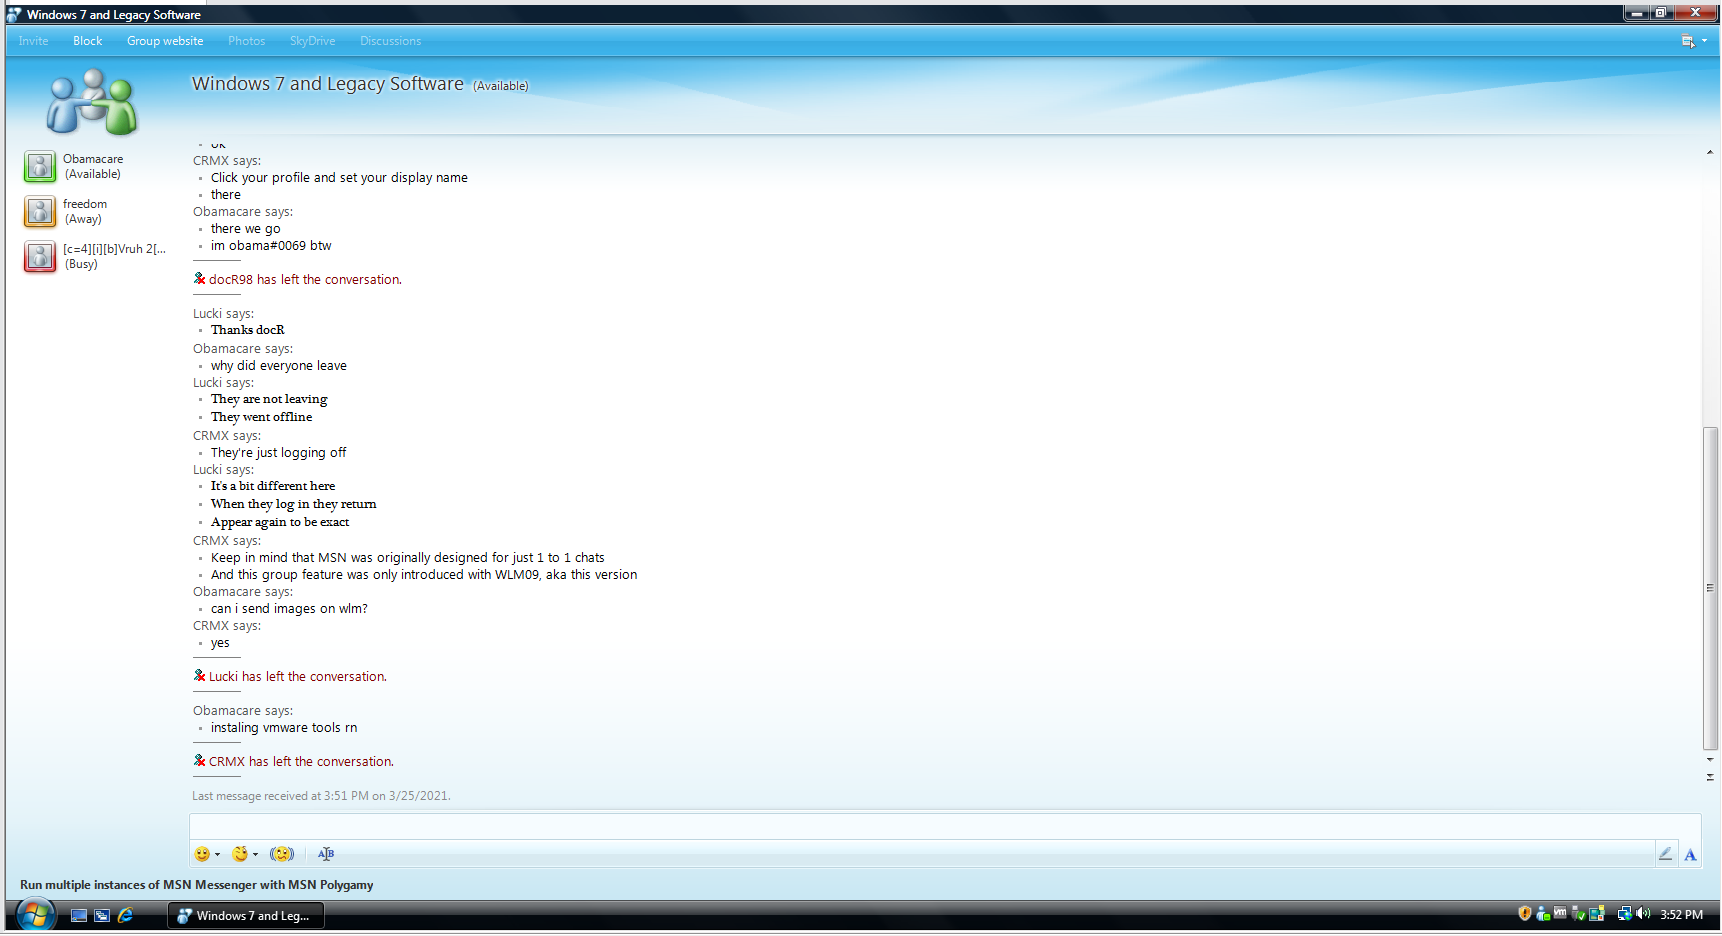 Windows 7 and Legacy Software
Invite Block Group website Photos SkyDrive Discussions
Windows 7 and Legacy Software (Available)
Obamacare
(Available)
freedom
(Away)
[c=4][i][b]Vruh 2[...
(Busy)
ok
CRMX says:
Click your profile and set your display name
there
Obamacare says:
there we go
im obama#0069 btw
docR98 has left the conversation.
Lucki says:
Thanks docR
Obamacare says:
why did everyone leave
Lucki says:
They are not leaving
They went offline
CRMX says:
They're just logging off
Lucki says:
It's a bit different here
When they log in they return
Appear again to be exact
CRMX says:
Keep in mind that MSN was originally designed for just 1 to 1 chats
And this group feature was only introduced with WLM09, aka this version
Obamacare says:
can i send images on wlm?
CRMX says:
yes
Lucki has left the conversation.
Obamacare says:
instaling vmware tools rn
CRMX has left the conversation.
Last message received at 3:51 PM on 3/25/2021.
Run multiple instances of MSN Messenger with MSN Polygamy
Windows 7 and Leg...
3:52 PM